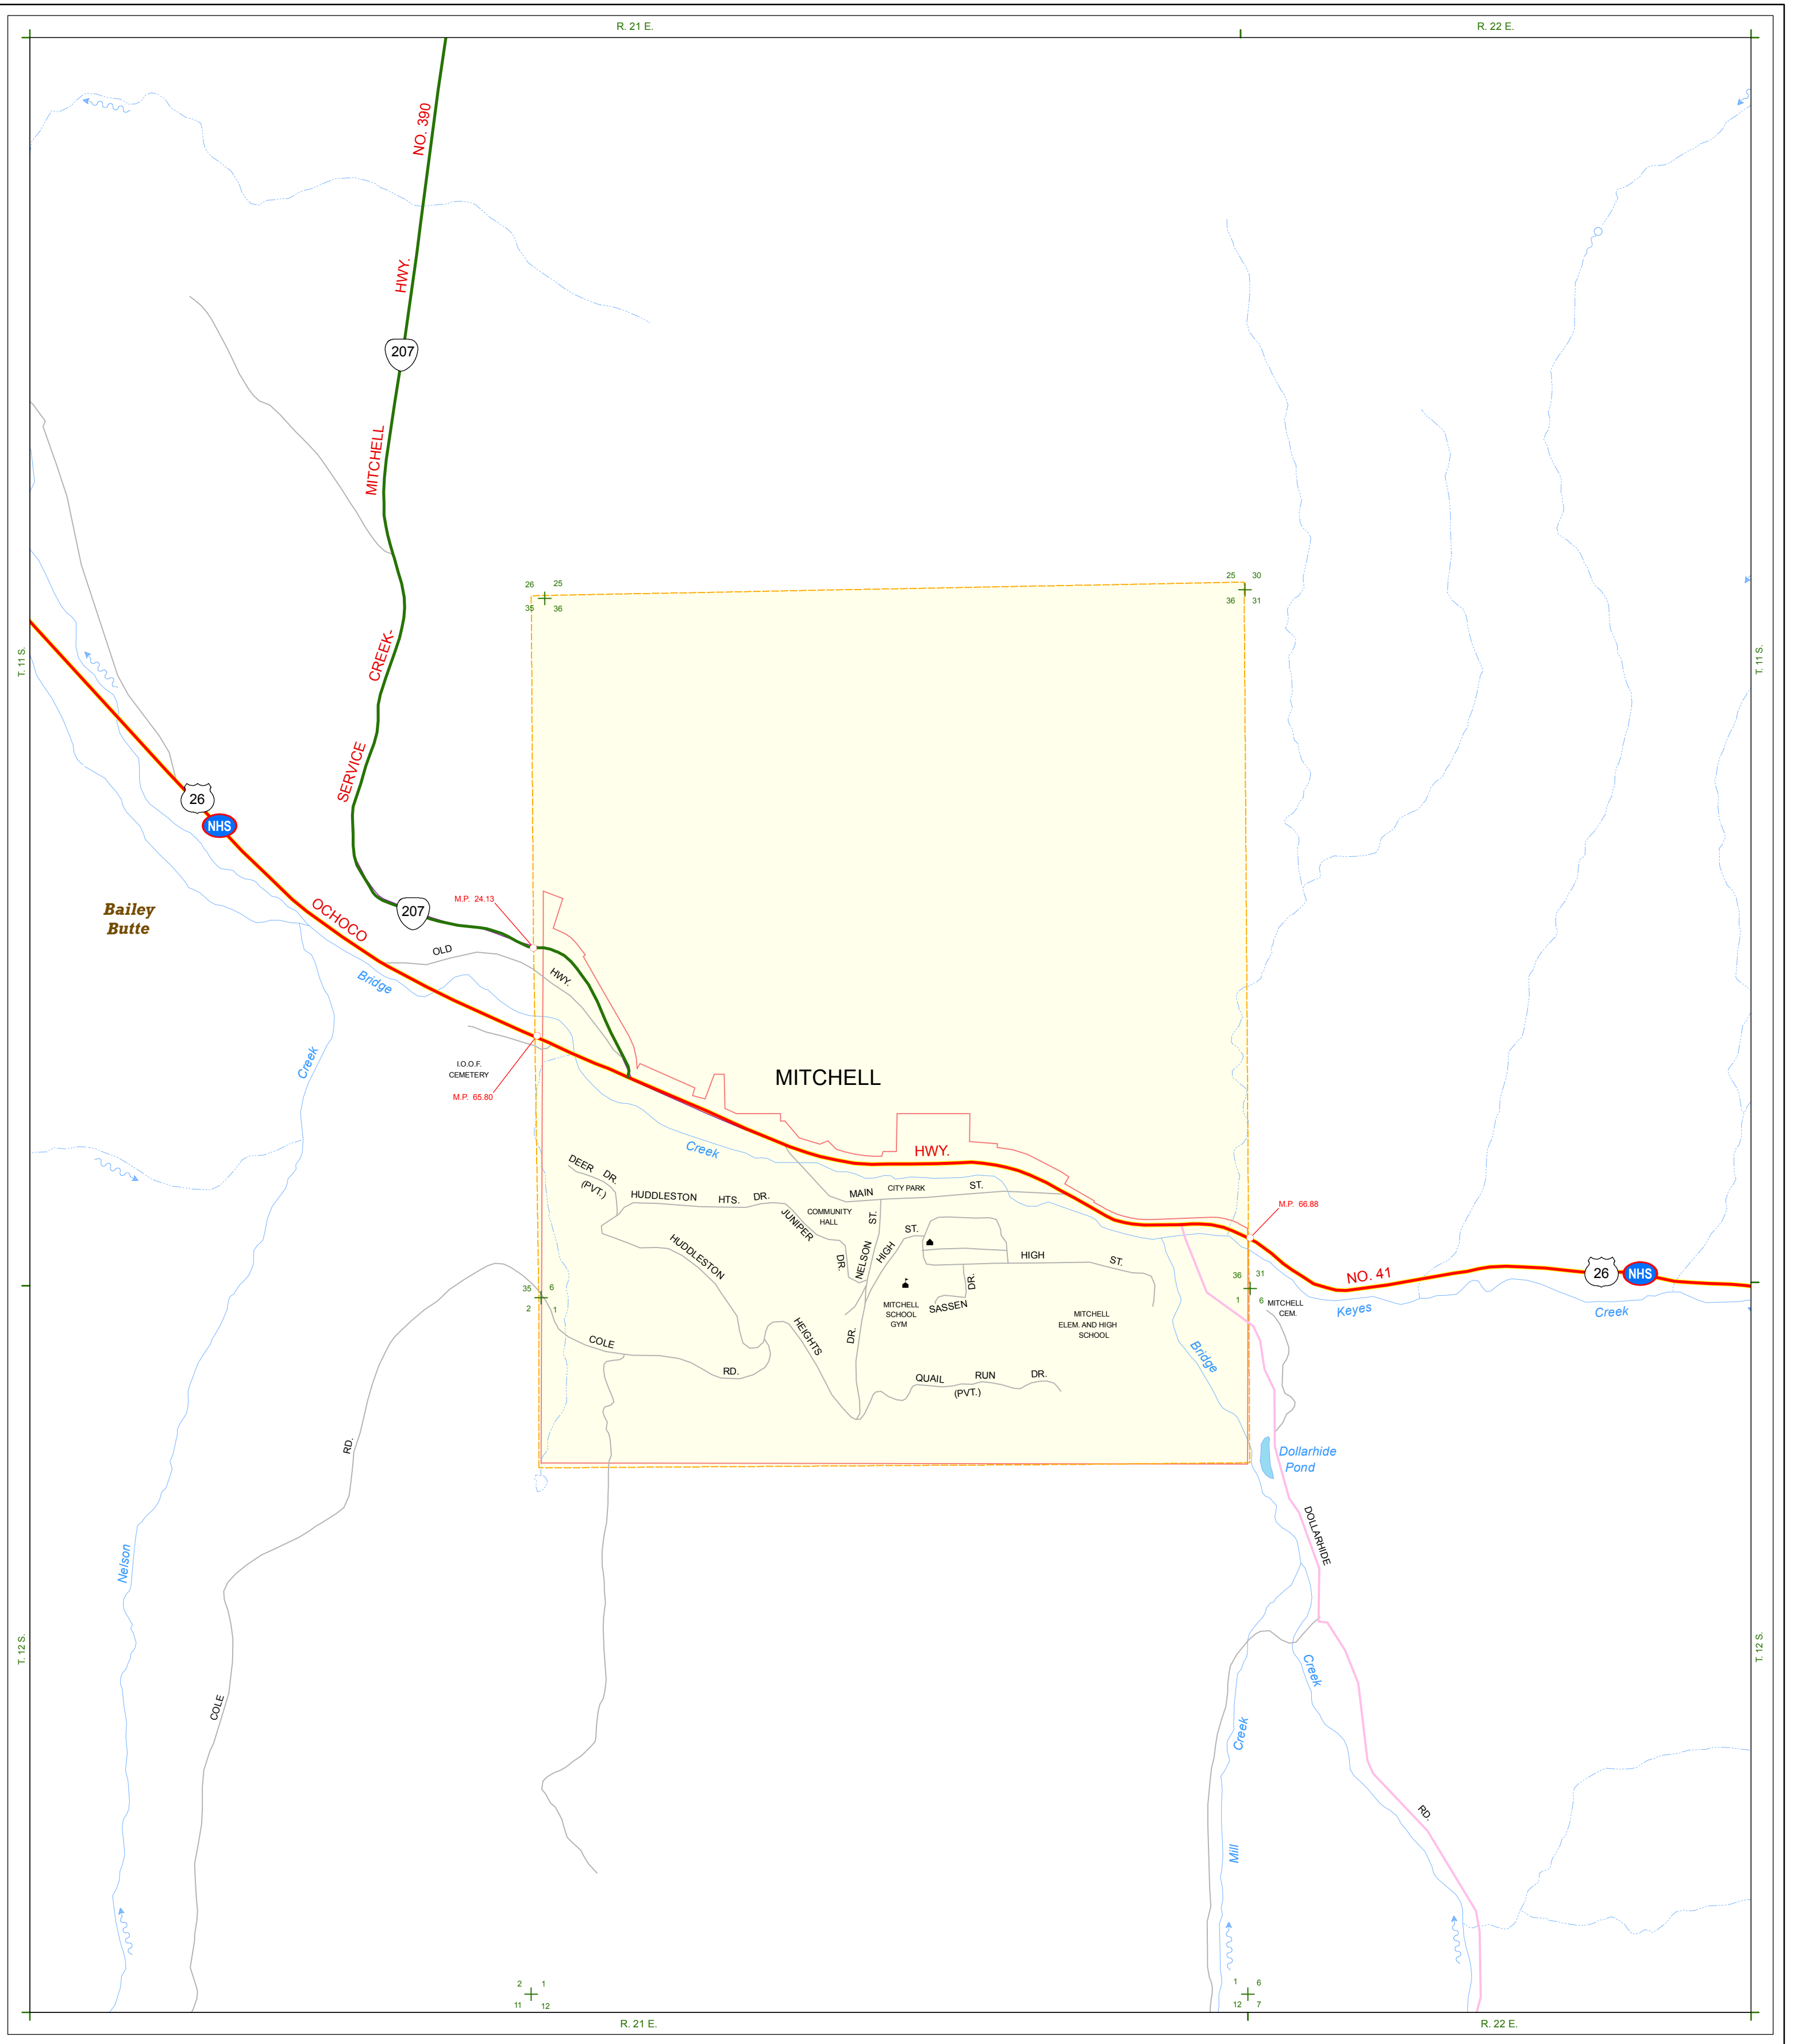 R. 21 E.
R. 22 E.
NO. 390
HWY.
207
MITCHELL
CREEK-
SERVICE
26 25
35 36
25 30
36 31
T. 11 S.
T. 11 S.
26
NHS
Bailey
Butte
OCHOCO
207
M.P. 24.13
OLD
HWY.
Bridge
Creek
I.O.O.F.
CEMETERY
M.P. 65.80
MITCHELL
Creek
HWY.
DEER DR.
(PVT.)
HUDDLESTON HTS. DR.
MAIN
CITY PARK
ST.
COMMUNITY
HALL
JUNIPER
DR.
NELSON
ST.
HIGH
ST.
HUDDLESTON
HEIGHTS
DR.
HIGH
ST.
SASSEN
DR.
MITCHELL
SCHOOL
GYM
MITCHELL
ELEM. AND HIGH
SCHOOL
M.P. 66.88
NO. 41
26
NHS
Keyes
Creek
36 31
1 6
MITCHELL
CEM.
35 6
2 1
COLE
RD.
QUAIL RUN DR.
(PVT.)
Bridge
Dollarhide
Pond
RD.
DOLLARHIDE
Nelson
T. 12 S.
T. 12 S.
COLE
Creek
Creek
Mill
RD.
2 1
11 12
1 6
12 7
R. 21 E.
R. 22 E.